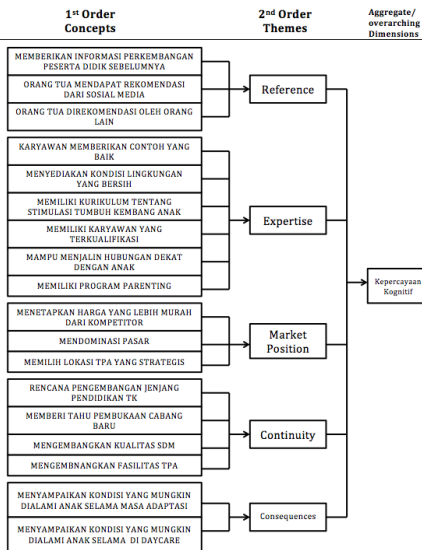 1st Order
Concepts
2nd Order
Themes
Aggregate/
overarching
Dimensions
MEMBERIKAN INFORMASI PERKEMBANGAN
PESERTA DIDIK SEBELUMNYA
ORANG TUA MENDAPAT REKOMENDASI
DARI SOSIAL MEDIA
ORANG TUA DIREKOMENDASI OLEH ORANG
LAIN
Reference
KARYAWAN MEMBERIKAN CONTOH YANG
BAIK
MENYEDIAKAN KONDISI LINGKUNGAN
YANG BERSIH
MEMILIKI KURIKULUM TENTANG
STIMULASI TUMBUH KEMBANG ANAK
MEMILIKI KARYAWAN YANG
TERKUALIFIKASI
MAMPU MENJALIN HUBUNGAN DEKAT
DENGAN ANAK
MEMILIKI PROGRAM PARENTING
Expertise
Kepercayaan
Kognitif
MENETAPKAN HARGA YANG LEBIH MURAH
DARI KOMPETITOR
MENDOMINASI PASAR
MEMILIH LOKASI TPA YANG STRATEGIS
Market
Position
RENCANA PENGEMBANGAN JENJANG
PENDIDIKAN TK
MEMBERI TAHU PEMBUKAAN CABANG
BARU
MENGEMBANGKAN KUALITAS SDM
MENGEMBNANGKAN FASILITAS TPA
Continuity
MENYAMPAIKAN KONDISI YANG MUNGKIN
DIALAMI ANAK SELAMA MASA ADAPTASI
MENYAMPAIKAN KONDISI YANG MUNGKIN
DIALAMI ANAK SELAMA DI DAYCARE
Consequences